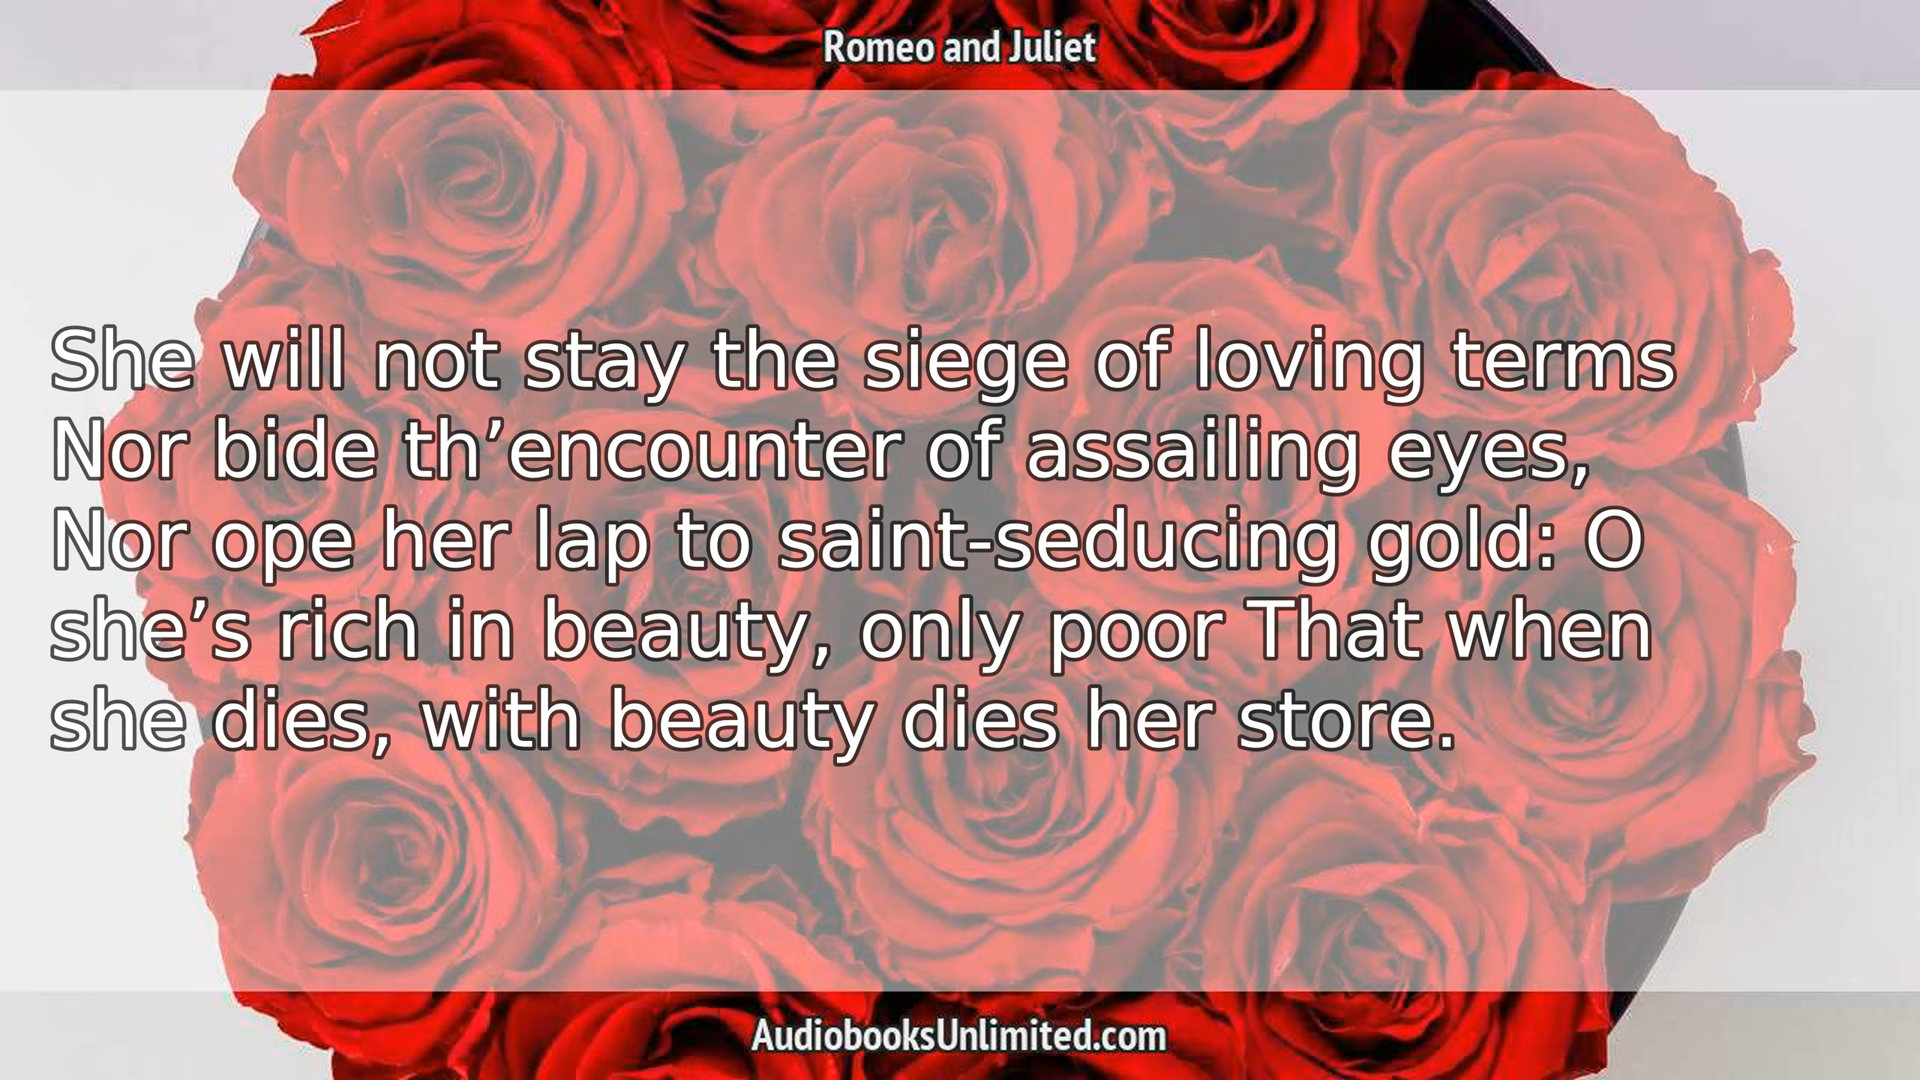 Romeo and Juliet
She will not stay the siege of loving terms
Nor bide th’encounter of assailing eyes,
Nor ope her lap to saint-seducing gold: O
she’s rich in beauty, only poor That when
she dies, with beauty dies her store.
AudiobooksUnlimited.com